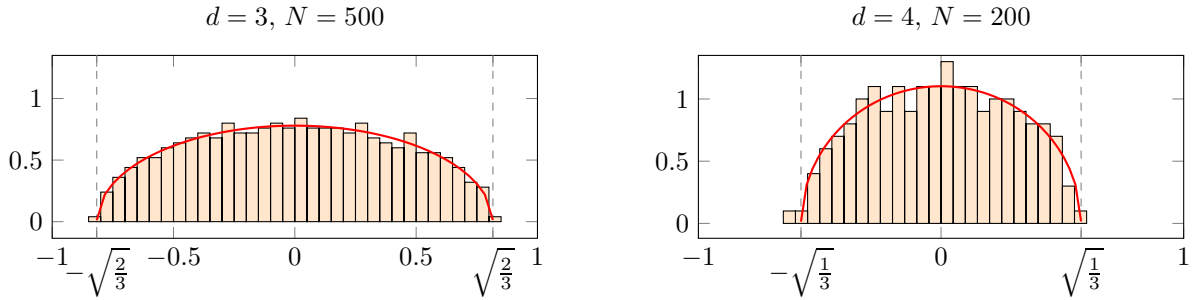 d = 3, N = 500
1
0.5
0
−1 −√(2/3) −0.5 0 0.5 √(2/3) 1
d = 4, N = 200
1
0.5
0
−1 −√(1/3) 0 √(1/3) 1